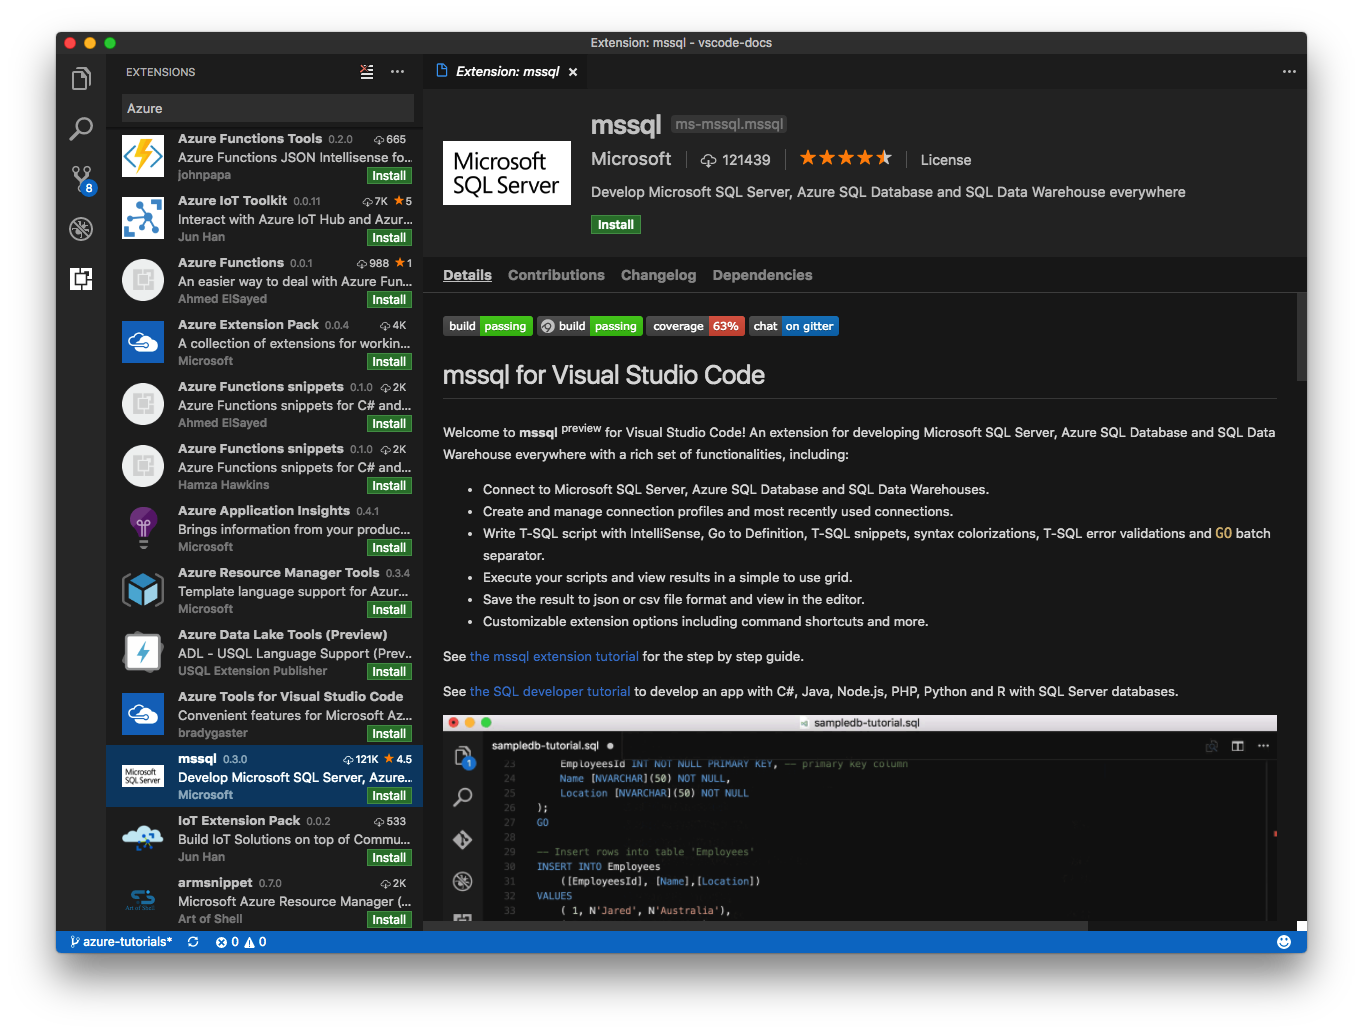 Extension: mssql - vscode-docs
EXTENSIONS
Azure
8
Azure Functions Tools 0.2.0 665
Azure Functions JSON Intellisense fo...
johnpapa Install
Azure IoT Toolkit 0.0.11 7K 5
Interact with Azure IoT Hub and Azur...
Jun Han Install
Azure Functions 0.0.1 988 1
An easier way to deal with Azure Fun...
Ahmed ElSayed Install
Azure Extension Pack 0.0.4 4K
A collection of extensions for workin...
Microsoft Install
Azure Functions snippets 0.1.0 2K
Azure Functions snippets for C# and...
Ahmed ElSayed Install
Azure Functions snippets 0.1.0 2K
Azure Functions snippets for C# and...
Hamza Hawkins Install
Azure Application Insights 0.4.1
Brings information from your produc...
Microsoft Install
Azure Resource Manager Tools 0.3.4
Template language support for Azur...
Microsoft Install
Azure Data Lake Tools (Preview)
ADL - USQL Language Support (Prev...
USQL Extension Publisher Install
Azure Tools for Visual Studio Code
Convenient features for Microsoft Az...
bradygaster Install
Microsoft
SQL Server
mssql 0.3.0 121K 4.5
Develop Microsoft SQL Server, Azure...
Microsoft Install
IoT Extension Pack 0.0.2 533
Build IoT Solutions on top of Commu...
Jun Han Install
Art of Shell
armsnippet 0.7.0 2K
Microsoft Azure Resource Manager (...
Art of Shell Install
Extension: mssql
Microsoft
SQL Server
mssql ms-mssql.mssql
Microsoft 121439 License
Develop Microsoft SQL Server, Azure SQL Database and SQL Data Warehouse everywhere
Install
Details Contributions Changelog Dependencies
build passing build passing coverage 63% chat on gitter
mssql for Visual Studio Code
Welcome to mssql preview for Visual Studio Code! An extension for developing Microsoft SQL Server, Azure SQL Database and SQL Data
Warehouse everywhere with a rich set of functionalities, including:
• Connect to Microsoft SQL Server, Azure SQL Database and SQL Data Warehouses.
• Create and manage connection profiles and most recently used connections.
• Write T-SQL script with IntelliSense, Go to Definition, T-SQL snippets, syntax colorizations, T-SQL error validations and GO batch
separator.
• Execute your scripts and view results in a simple to use grid.
• Save the result to json or csv file format and view in the editor.
• Customizable extension options including command shortcuts and more.
See the mssql extension tutorial for the step by step guide.
See the SQL developer tutorial to develop an app with C#, Java, Node.js, PHP, Python and R with SQL Server databases.
sampledb-tutorial.sql
sampledb-tutorial.sql
1
23 EmployeesId INT NOT NULL PRIMARY KEY, -- primary key column
24 Name [NVARCHAR](50) NOT NULL,
25 Location [NVARCHAR](50) NOT NULL
26 );
27 GO
28
29 -- Insert rows into table 'Employees'
30 INSERT INTO Employees
31 ([EmployeesId], [Name],[Location])
32 VALUES
33 ( 1, N'Jared', N'Australia'),
azure-tutorials* 0 0